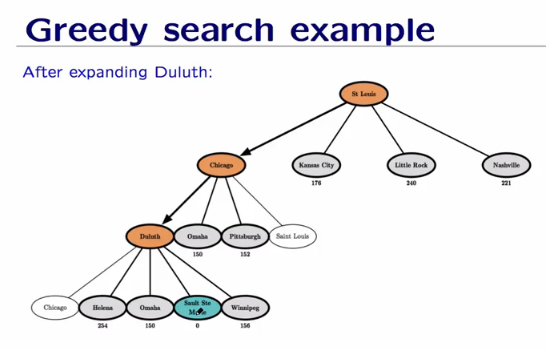 Greedy search example
After expanding Duluth:
St Louis
Chicago
Kansas City
Little Rock
Nashville
176
240
221
Duluth
Omaha
Pittsburgh
Saint Louis
150
152
Chicago
Helena
Omaha
Sault Ste
Winnipeg
254
150
0
156